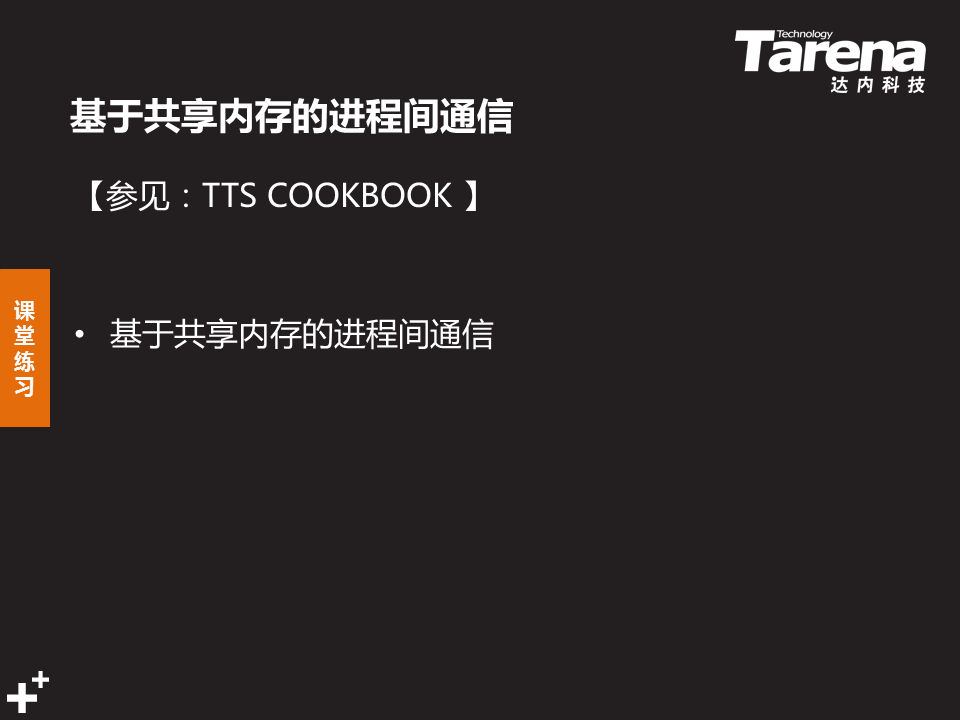 Technology
Tarena
达内科技
基于共享内存的进程间通信
【参见：TTS COOKBOOK 】
课堂练习
• 基于共享内存的进程间通信